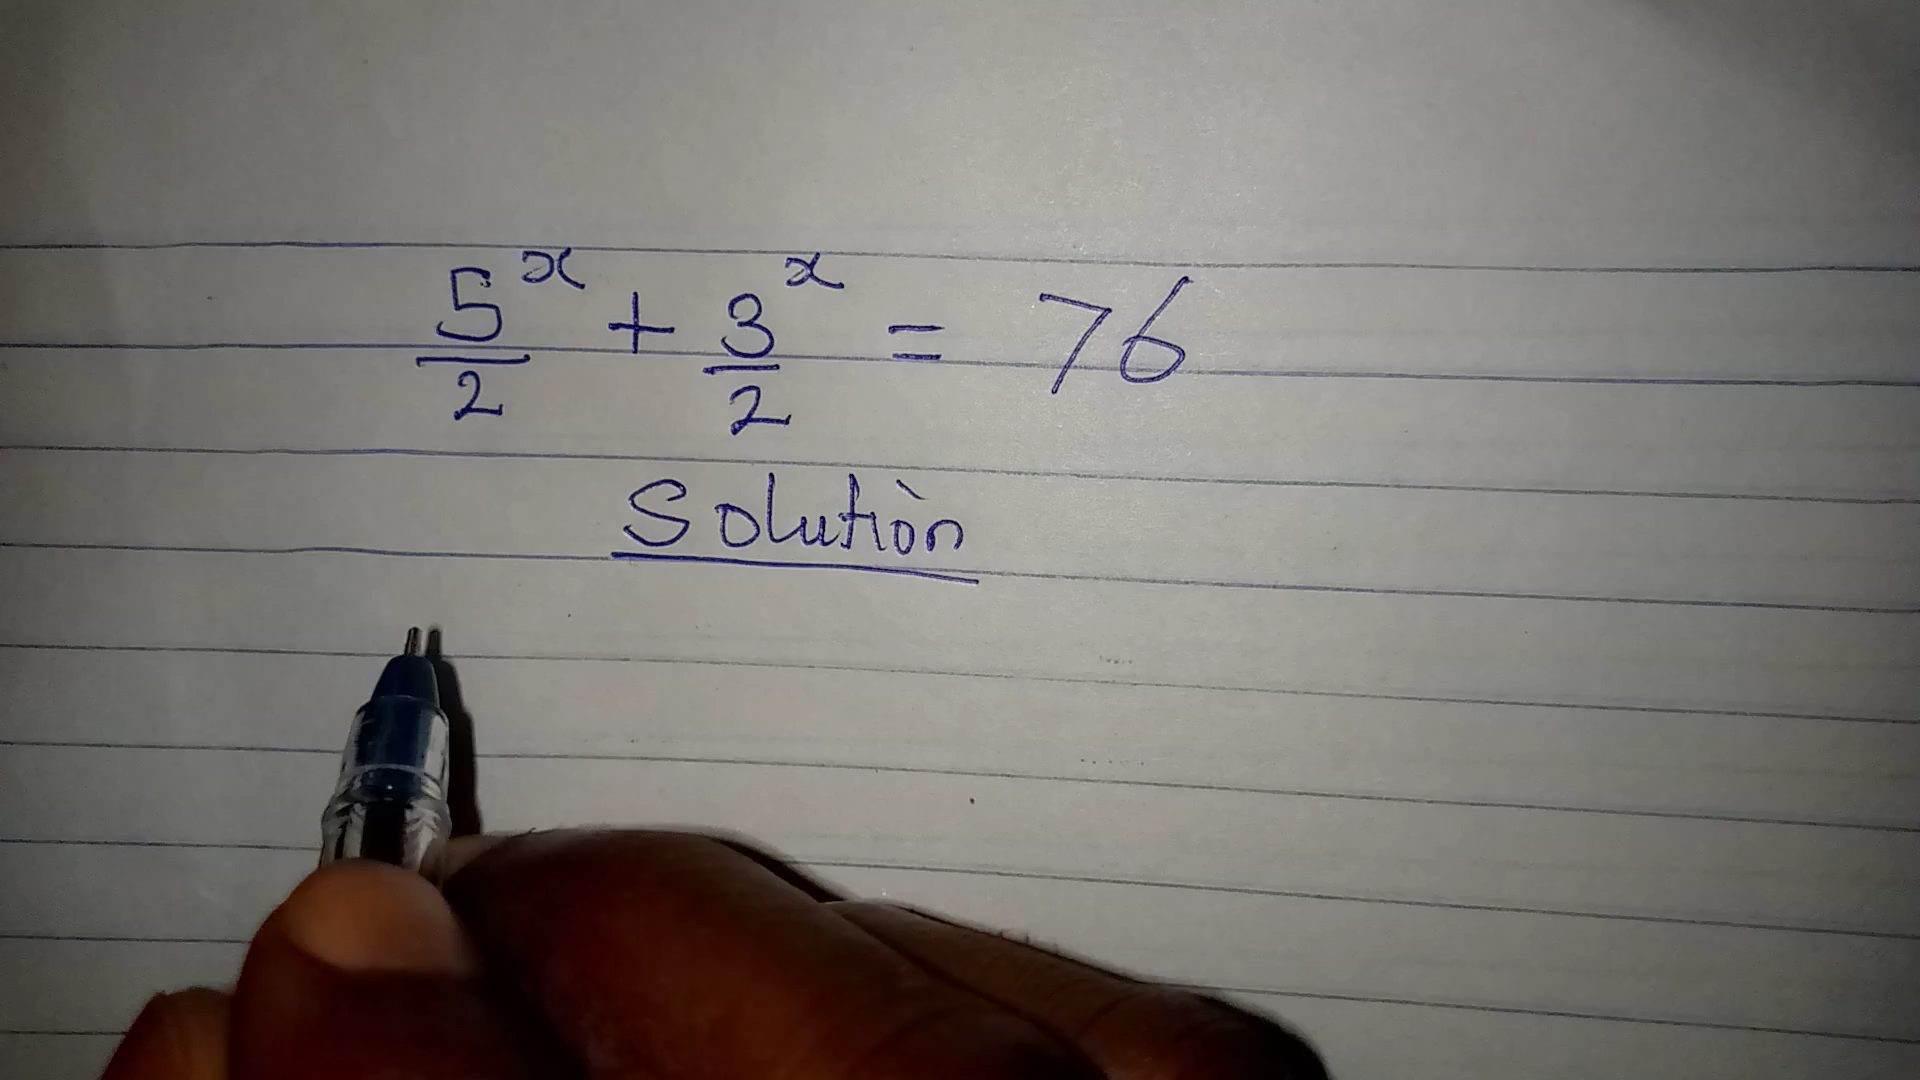 5^x/2 + 3^x/2 = 76
Solution